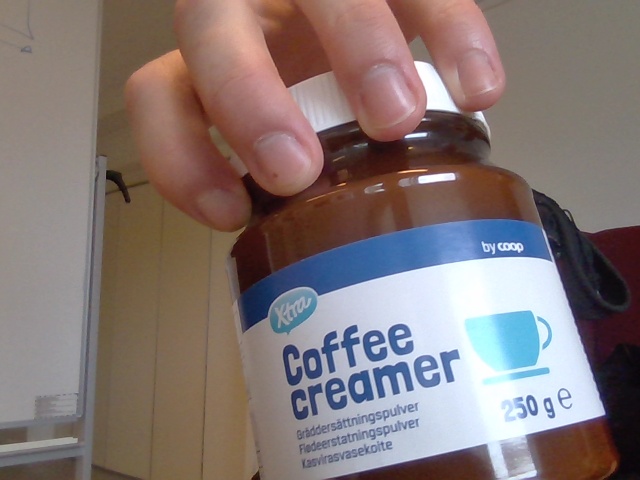 by coop
Xtra
Coffee
creamer
Gräddersättningspulver
Flødeerstatningspulver
Kasvirasvasekoite
250 g e